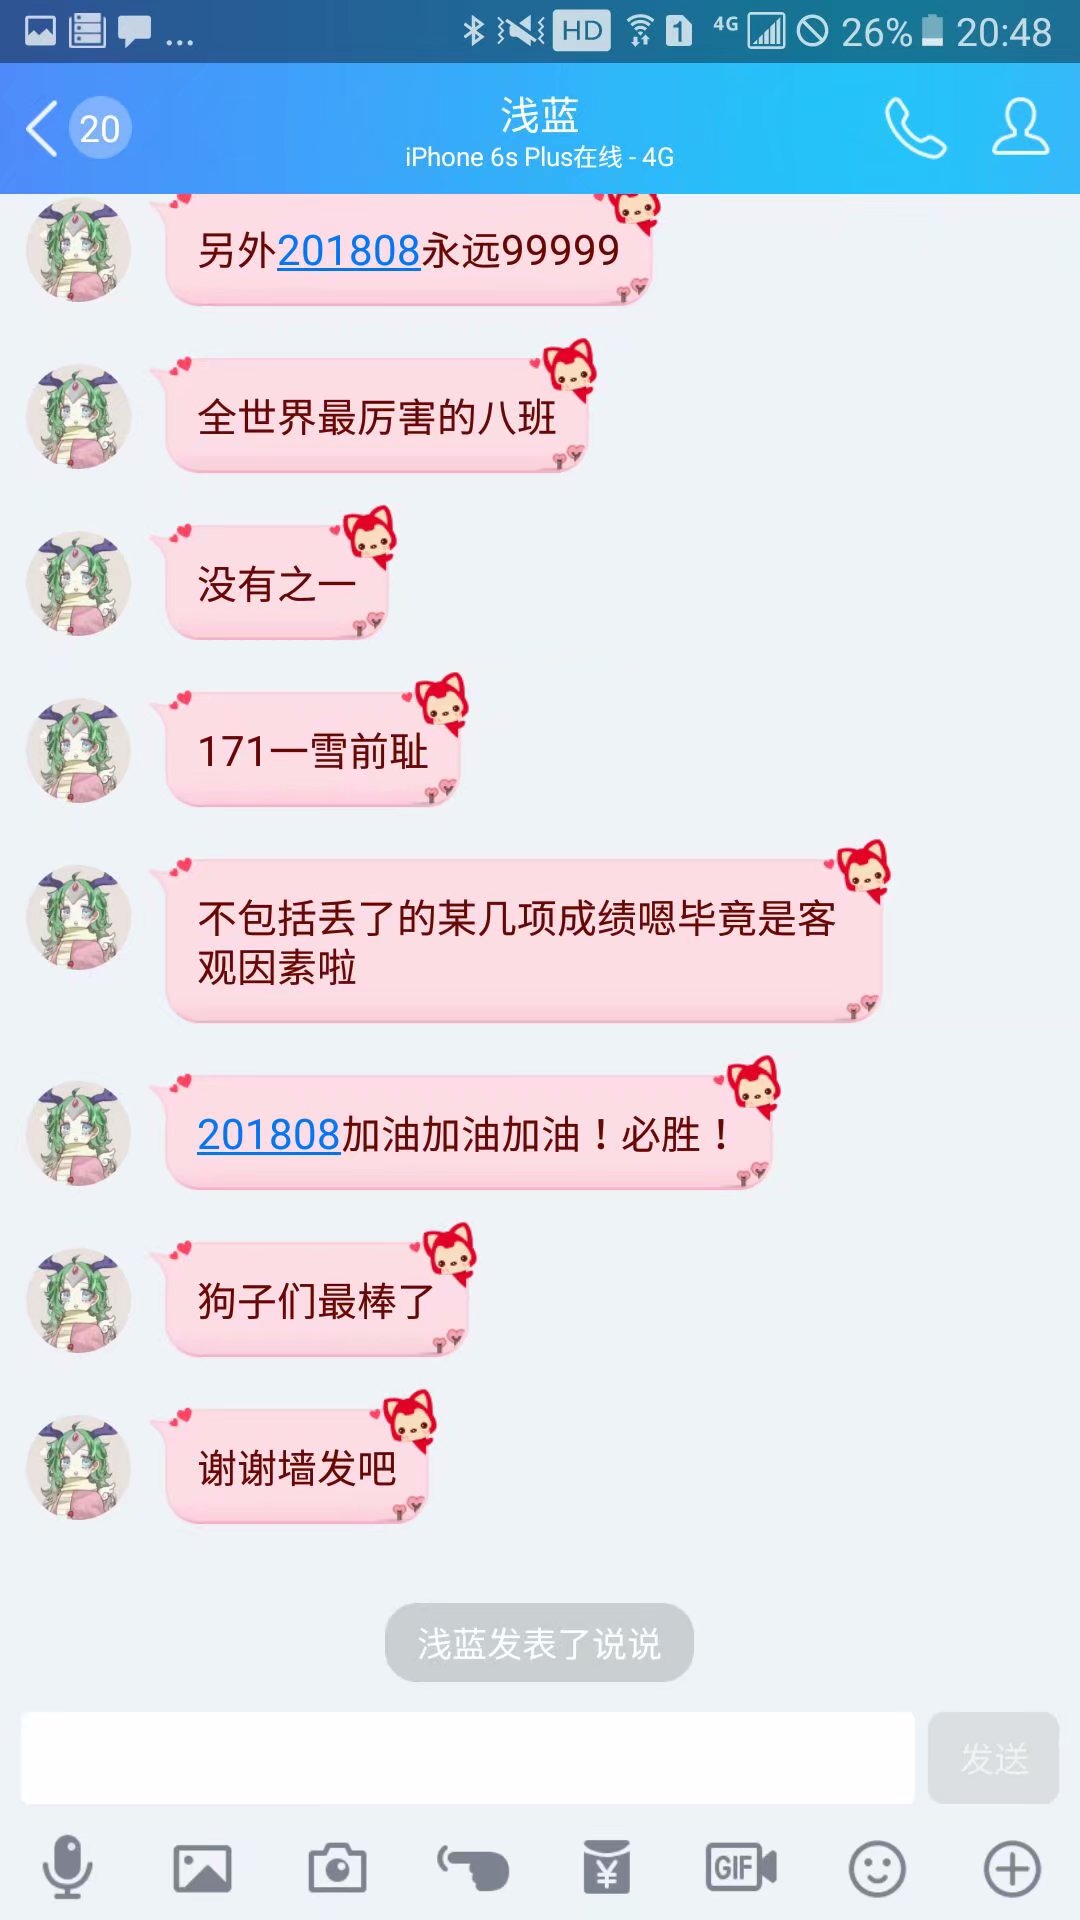 HD
1
4G
26%
20:48
20
浅蓝
iPhone 6s Plus在线 - 4G
另外201808永远99999
全世界最厉害的八班
没有之一
171一雪前耻
不包括丢了的某几项成绩嗯毕竟是客
观因素啦
201808加油加油加油！必胜！
狗子们最棒了
谢谢墙发吧
浅蓝发表了说说
发送
¥
GIF